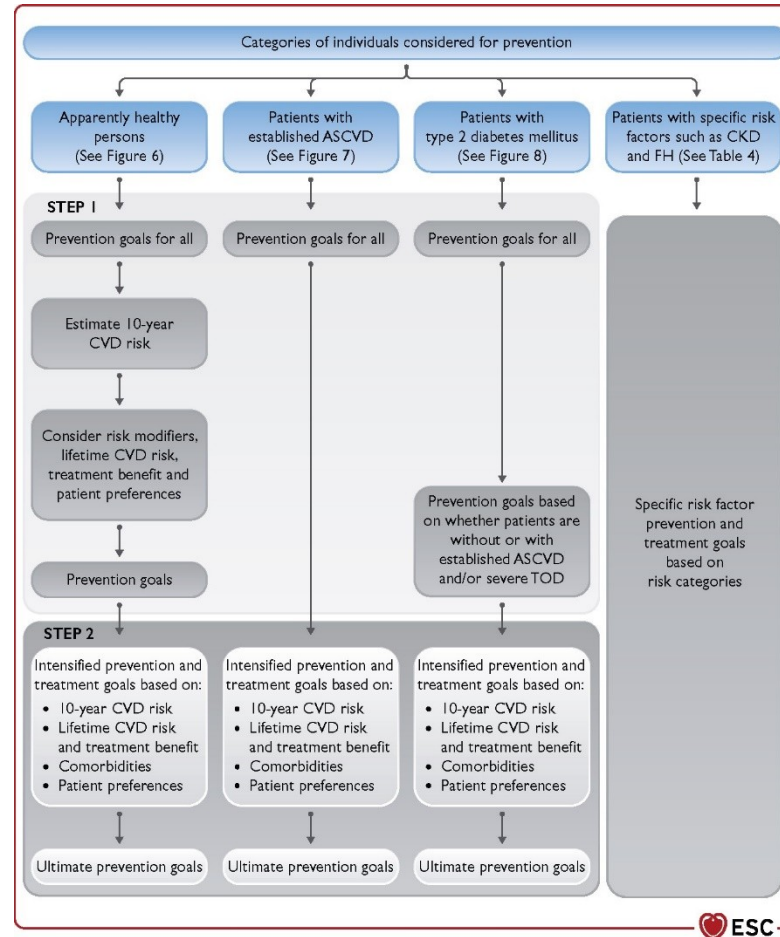 Categories of individuals considered for prevention
Apparently healthy
persons
(See Figure 6)
Patients with
established ASCVD
(See Figure 7)
Patients with
type 2 diabetes mellitus
(See Figure 8)
Patients with specific risk
factors such as CKD
and FH (See Table 4)
STEP 1
Prevention goals for all
Prevention goals for all
Prevention goals for all
Estimate 10-year
CVD risk
Consider risk modifiers,
lifetime CVD risk,
treatment benefit and
patient preferences
Prevention goals
Prevention goals based
on whether patients are
without or with
established ASCVD
and/or severe TOD
Specific risk factor
prevention and
treatment goals
based on
risk categories
STEP 2
Intensified prevention and
treatment goals based on:
• 10-year CVD risk
• Lifetime CVD risk
and treatment benefit
• Comorbidities
• Patient preferences
Intensified prevention and
treatment goals based on:
• 10-year CVD risk
• Lifetime CVD risk
and treatment benefit
• Comorbidities
• Patient preferences
Intensified prevention and
treatment goals based on:
• 10-year CVD risk
• Lifetime CVD risk
and treatment benefit
• Comorbidities
• Patient preferences
Ultimate prevention goals
Ultimate prevention goals
Ultimate prevention goals
ESC